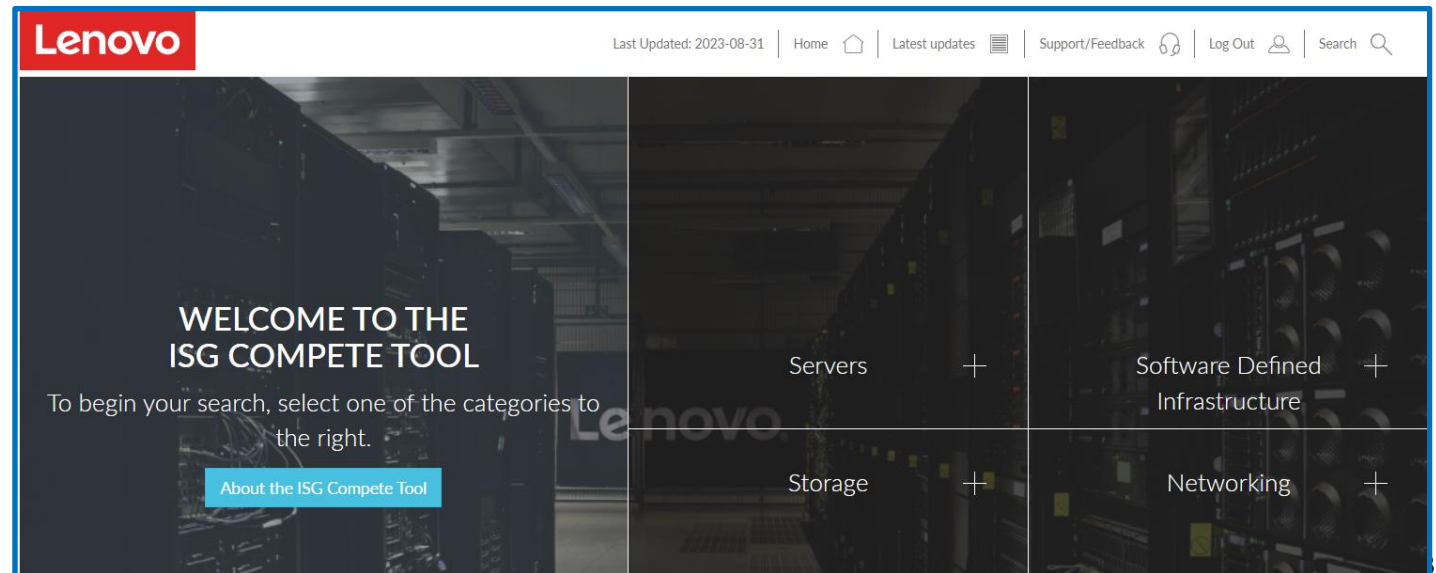 Lenovo
Last Updated: 2023-08-31 Home Latest updates Support/Feedback Log Out Search
WELCOME TO THE
ISG COMPETE TOOL
To begin your search, select one of the categories to
the right.
About the ISG Compete Tool
Lenovo.
Servers
Software Defined
Infrastructure
Storage
Networking